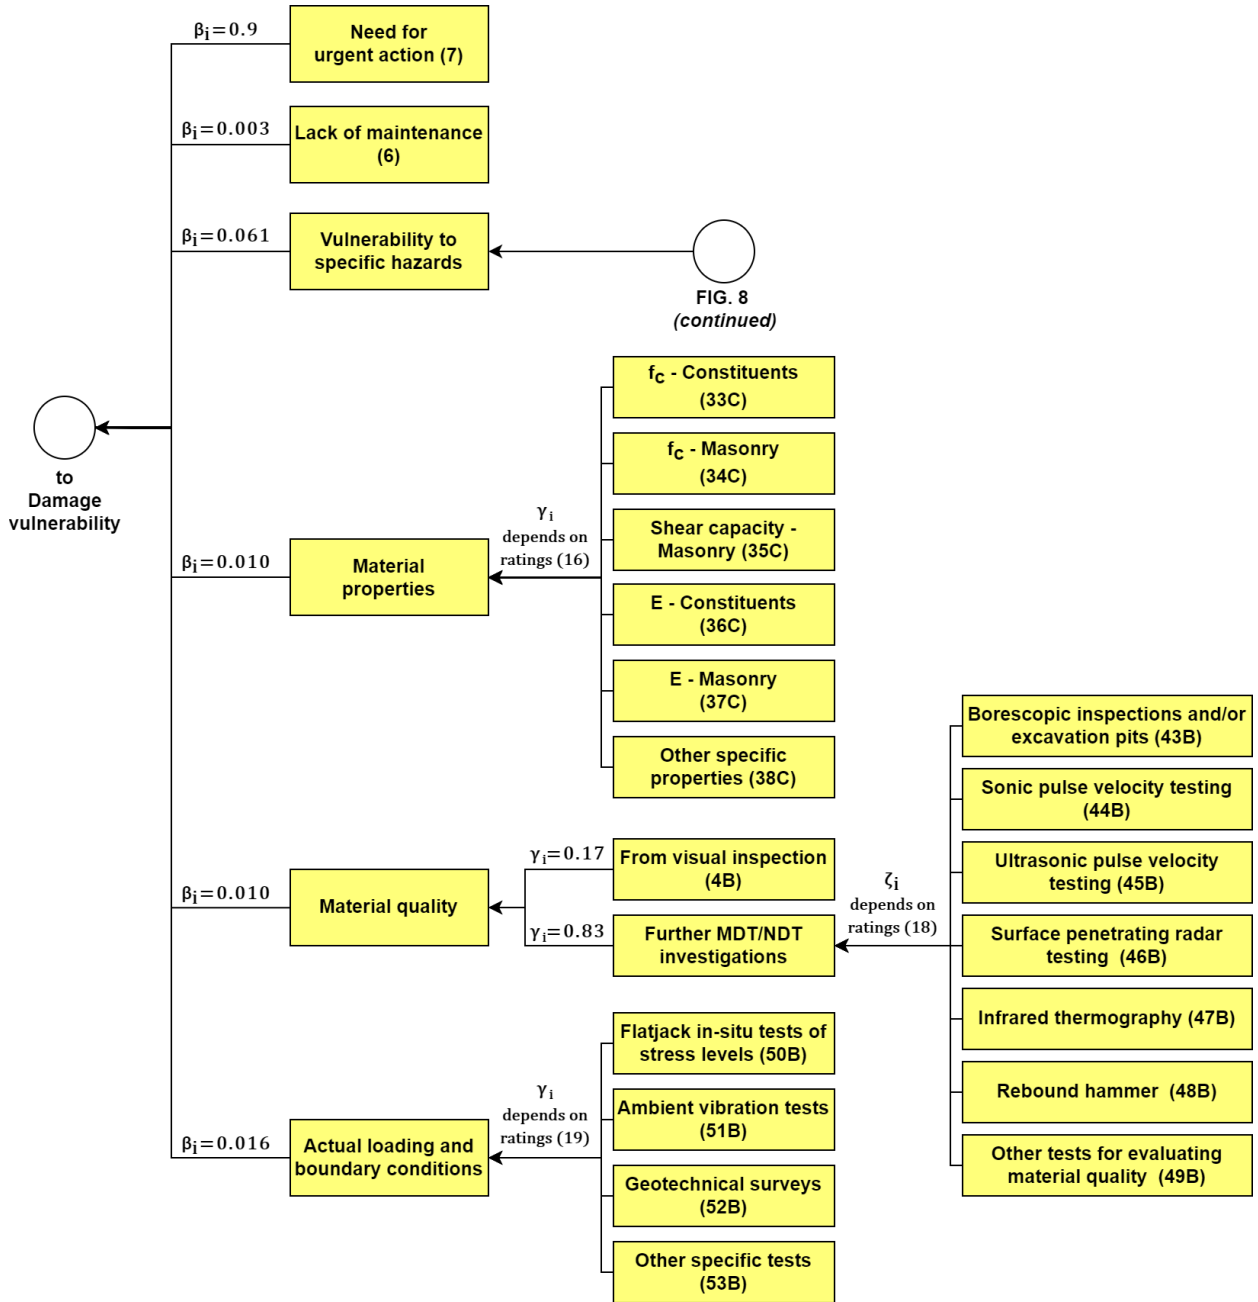 βi=0.9
Need for
urgent action (7)
βi=0.003
Lack of maintenance
(6)
βi=0.061
Vulnerability to
specific hazards
FIG. 8
(continued)
to
Damage
vulnerability
βi=0.010
Material
properties
γi
depends on
ratings (16)
fc - Constituents
(33C)
fc - Masonry
(34C)
Shear capacity -
Masonry (35C)
E - Constituents
(36C)
E - Masonry
(37C)
Other specific
properties (38C)
βi=0.010
Material quality
γi=0.17
From visual inspection
(4B)
γi=0.83
Further MDT/NDT
investigations
ζi
depends on
ratings (18)
Borescopic inspections and/or
excavation pits (43B)
Sonic pulse velocity testing
(44B)
Ultrasonic pulse velocity
testing (45B)
Surface penetrating radar
testing (46B)
Infrared thermography (47B)
Rebound hammer (48B)
Other tests for evaluating
material quality (49B)
βi=0.016
Actual loading and
boundary conditions
γi
depends on
ratings (19)
Flatjack in-situ tests of
stress levels (50B)
Ambient vibration tests
(51B)
Geotechnical surveys
(52B)
Other specific tests
(53B)